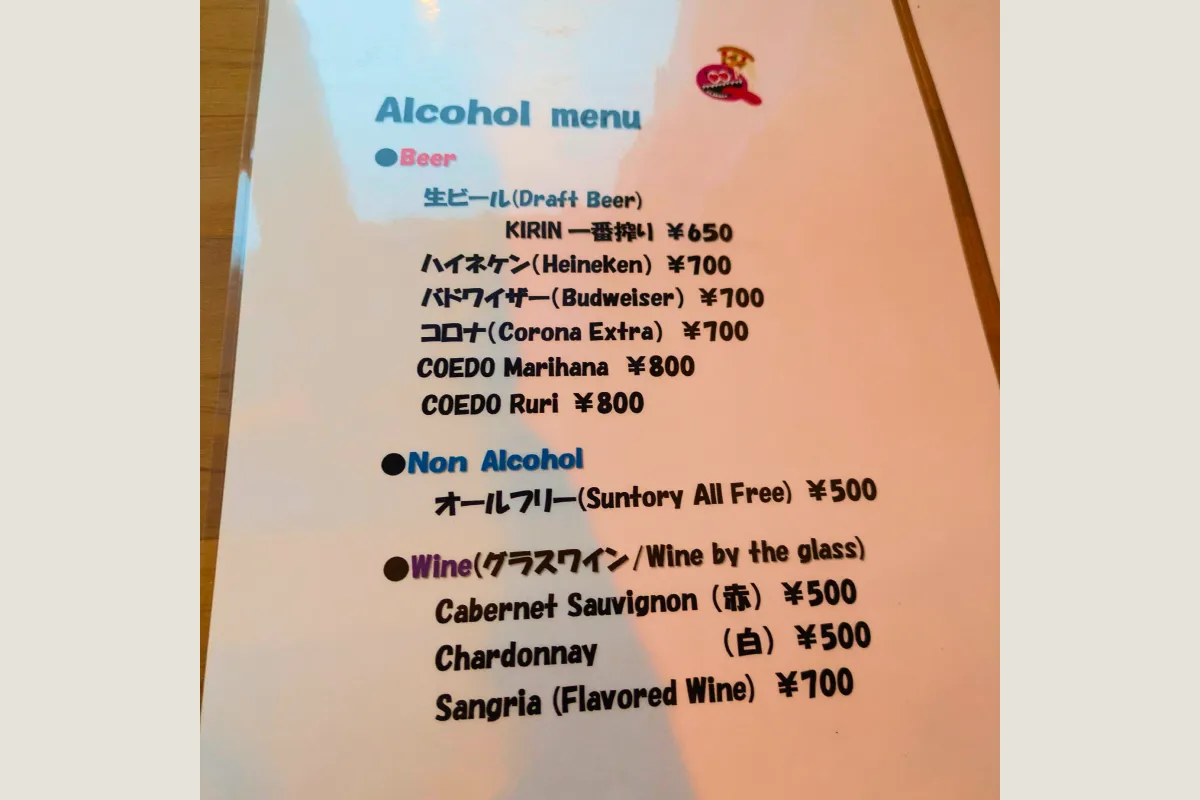 Alcohol menu
●Beer
生ビール(Draft Beer)
KIRIN 一番搾り ¥650
ハイネケン(Heineken) ¥700
バドワイザー(Budweiser) ¥700
コロナ(Corona Extra) ¥700
COEDO Marihana ¥800
COEDO Ruri ¥800
●Non Alcohol
オールフリー(Suntory All Free) ¥500
●Wine(グラスワイン/Wine by the glass)
Cabernet Sauvignon (赤) ¥500
Chardonnay (白) ¥500
Sangria (Flavored Wine) ¥700